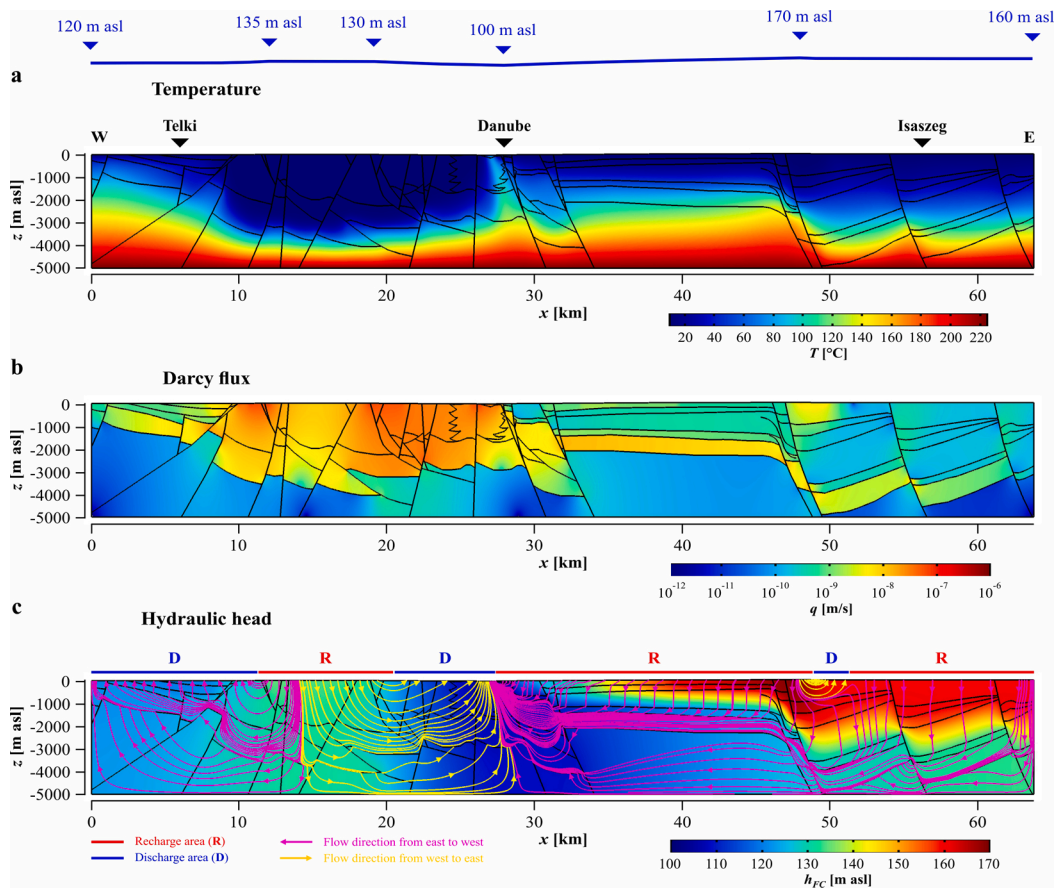 120 m asl 135 m asl 130 m asl 100 m asl 170 m asl 160 m asl
a
Temperature
W Telki Danube Isaszeg E
0
-1000
-2000
-3000
-4000
-5000
z [m asl]
0 10 20 30 40 50 60
x [km]
20 40 60 80 100 120 140 160 180 200 220
T [°C]
b
Darcy flux
0
-1000
-2000
-3000
-4000
-5000
z [m asl]
0 10 20 30 40 50 60
x [km]
10⁻¹² 10⁻¹¹ 10⁻¹⁰ 10⁻⁹ 10⁻⁸ 10⁻⁷ 10⁻⁶
q [m/s]
c
Hydraulic head
D R D R D R
0
-1000
-2000
-3000
-4000
-5000
z [m asl]
0 10 20 30 40 50 60
x [km]
Recharge area (R) Flow direction from east to west
Discharge area (D) Flow direction from west to east
100 110 120 130 140 150 160 170
h_FC [m asl]